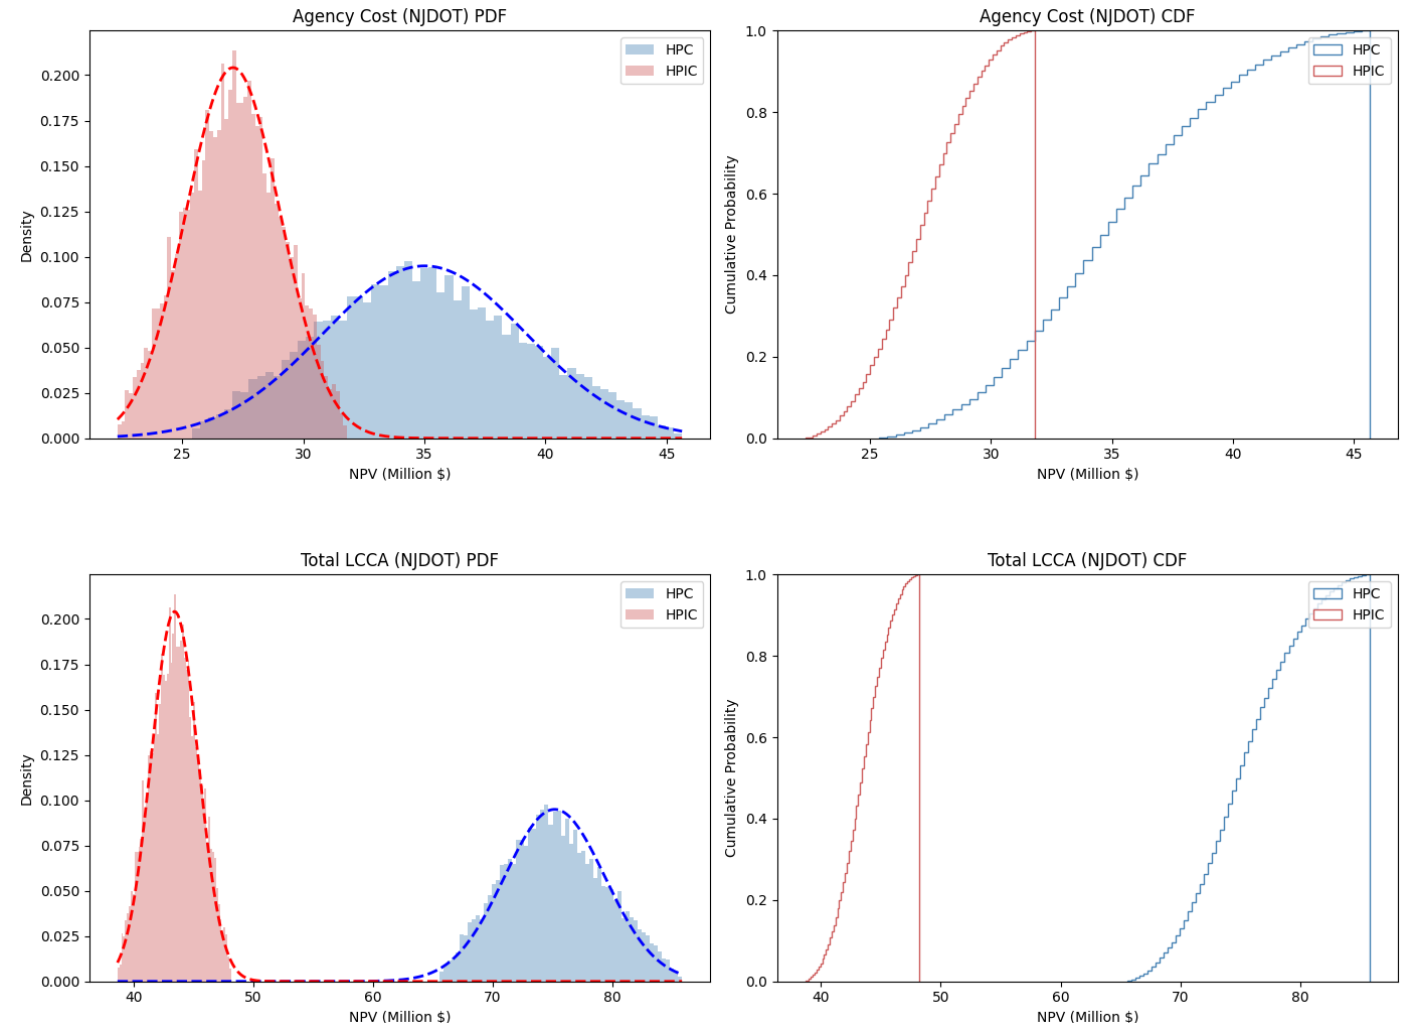 Agency Cost (NJDOT) PDF
HPC
HPIC
0.200
0.175
0.150
0.125
0.100
0.075
0.050
0.025
0.000
Density
25 30 35 40 45
NPV (Million $)
Agency Cost (NJDOT) CDF
HPC
HPIC
1.0
0.8
0.6
0.4
0.2
0.0
Cumulative Probability
25 30 35 40 45
NPV (Million $)
Total LCCA (NJDOT) PDF
HPC
HPIC
0.200
0.175
0.150
0.125
0.100
0.075
0.050
0.025
0.000
Density
40 50 60 70 80
NPV (Million $)
Total LCCA (NJDOT) CDF
HPC
HPIC
1.0
0.8
0.6
0.4
0.2
0.0
Cumulative Probability
40 50 60 70 80
NPV (Million $)